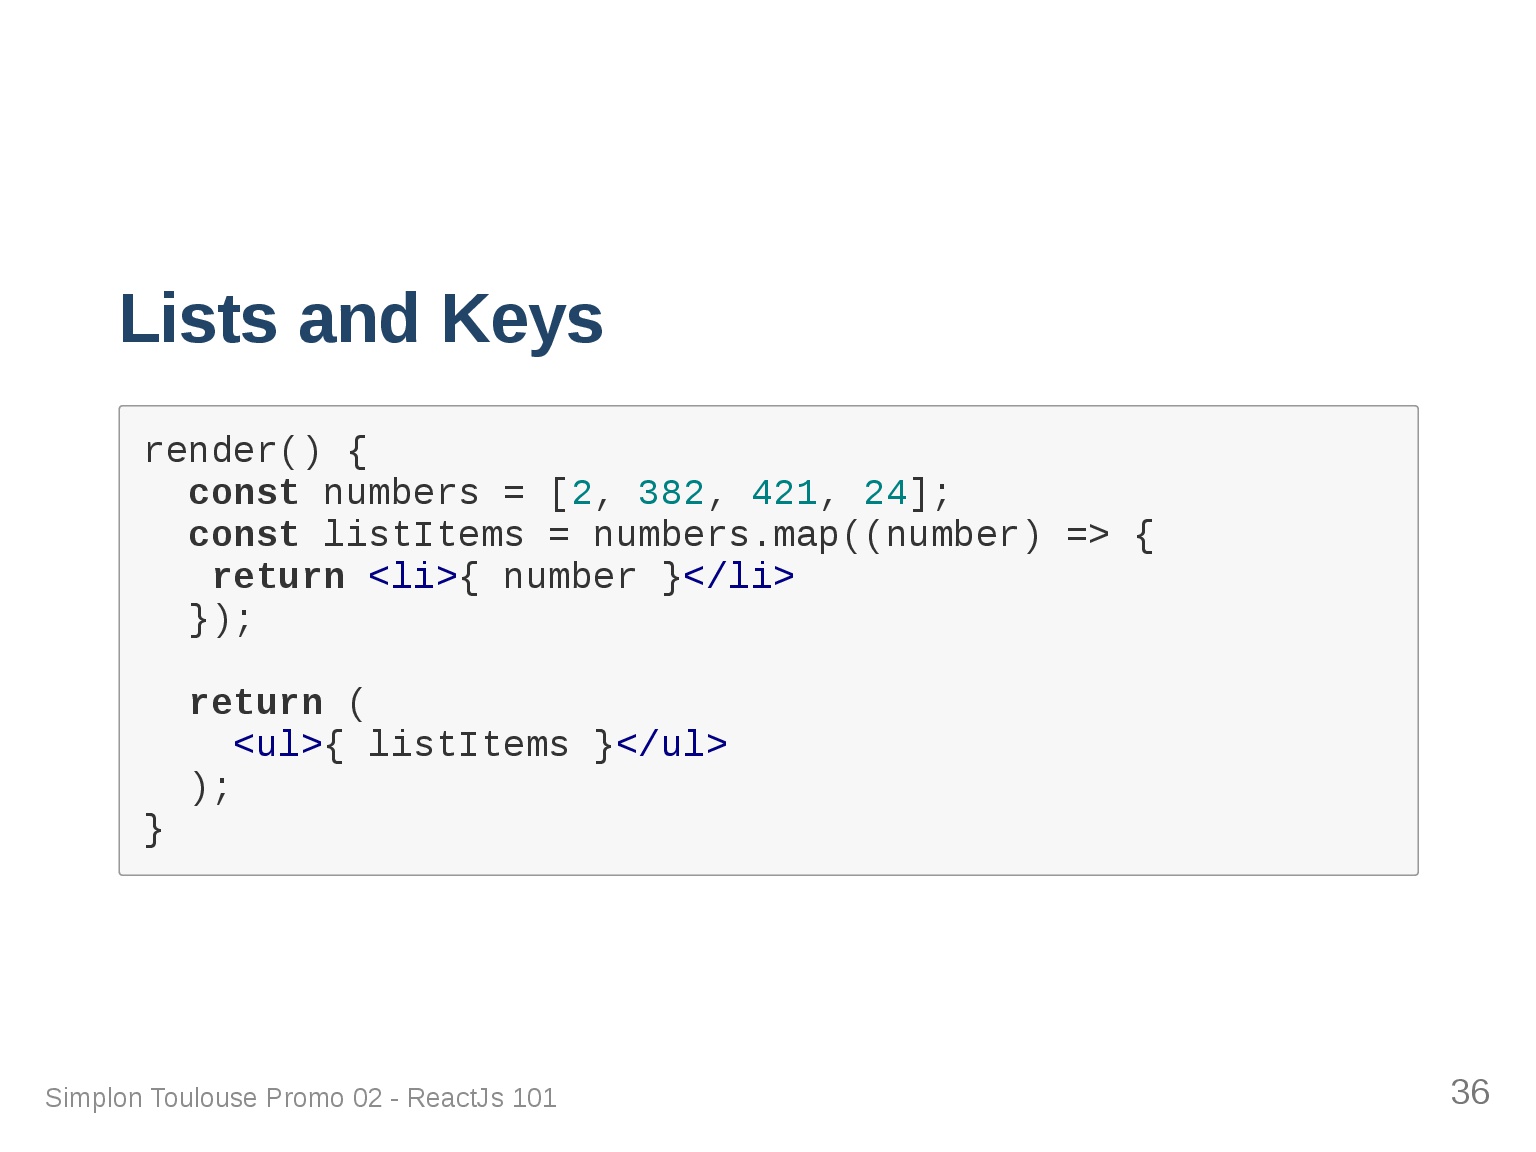 Lists and Keys
render() {
  const numbers = [2, 382, 421, 24];
  const listItems = numbers.map((number) => {
   return <li>{ number }</li>
  });

  return (
    <ul>{ listItems }</ul>
  );
}
Simplon Toulouse Promo 02 - ReactJs 101
36